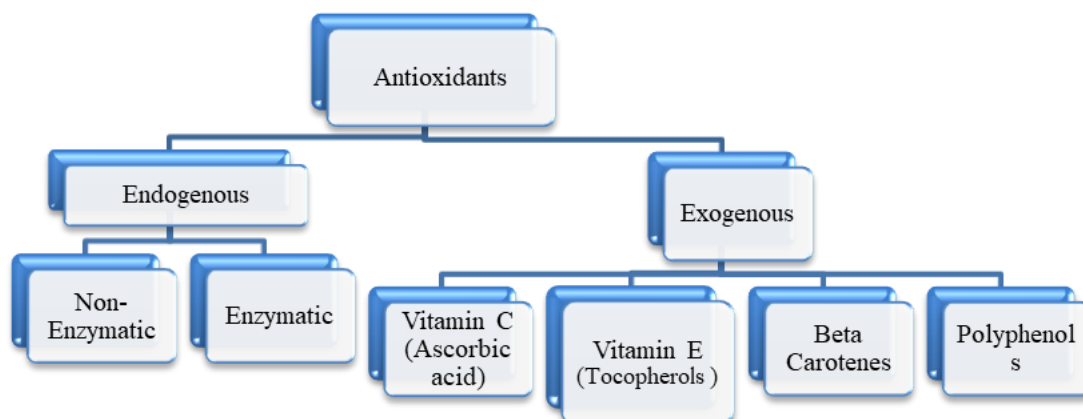 Antioxidants
Endogenous
Exogenous
Non-
Enzymatic
Enzymatic
Vitamin C
(Ascorbic
acid)
Vitamin E
(Tocopherols )
Beta
Carotenes
Polyphenol
s